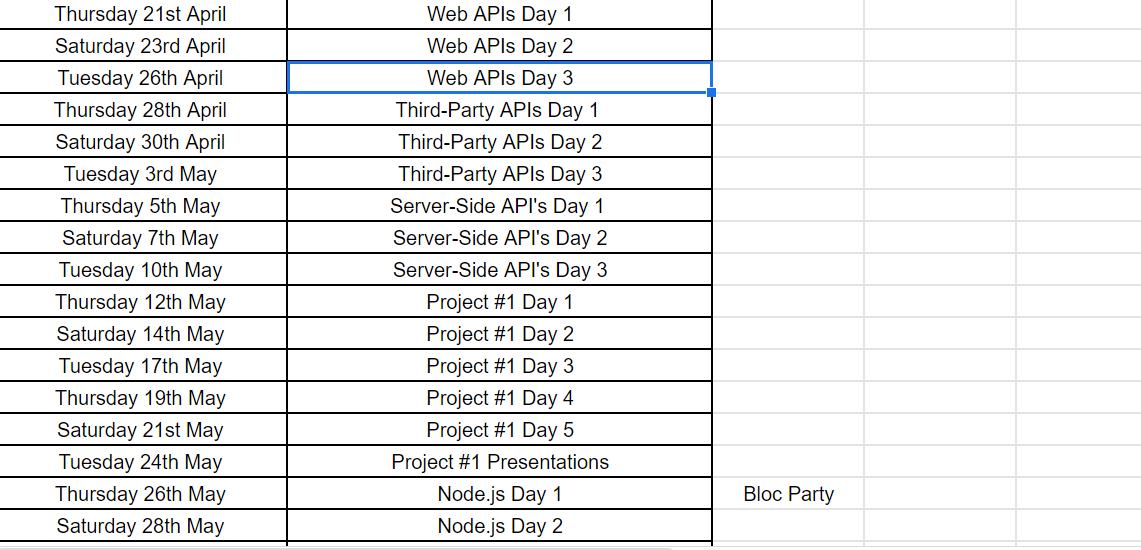 Thursday 21st April Web APIs Day 1
Saturday 23rd April Web APIs Day 2
Tuesday 26th April Web APIs Day 3
Thursday 28th April Third-Party APIs Day 1
Saturday 30th April Third-Party APIs Day 2
Tuesday 3rd May Third-Party APIs Day 3
Thursday 5th May Server-Side API's Day 1
Saturday 7th May Server-Side API's Day 2
Tuesday 10th May Server-Side API's Day 3
Thursday 12th May Project #1 Day 1
Saturday 14th May Project #1 Day 2
Tuesday 17th May Project #1 Day 3
Thursday 19th May Project #1 Day 4
Saturday 21st May Project #1 Day 5
Tuesday 24th May Project #1 Presentations
Thursday 26th May Node.js Day 1 Bloc Party
Saturday 28th May Node.js Day 2